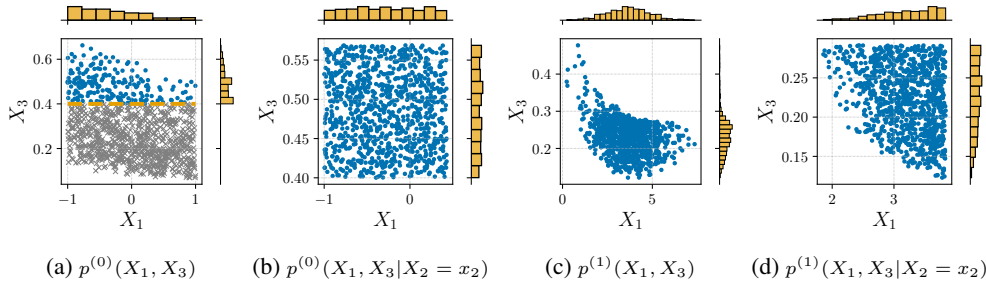 0.6
0.4
0.2
X₃
−1
0
1
X₁
0.55
0.50
0.45
0.40
X₃
−1
0
X₁
0.4
0.3
0.2
X₃
0
5
X₁
0.25
0.20
0.15
X₃
2
3
X₁
(a) p⁽⁰⁾(X₁, X₃)
(b) p⁽⁰⁾(X₁, X₃|X₂ = x₂)
(c) p⁽¹⁾(X₁, X₃)
(d) p⁽¹⁾(X₁, X₃|X₂ = x₂)